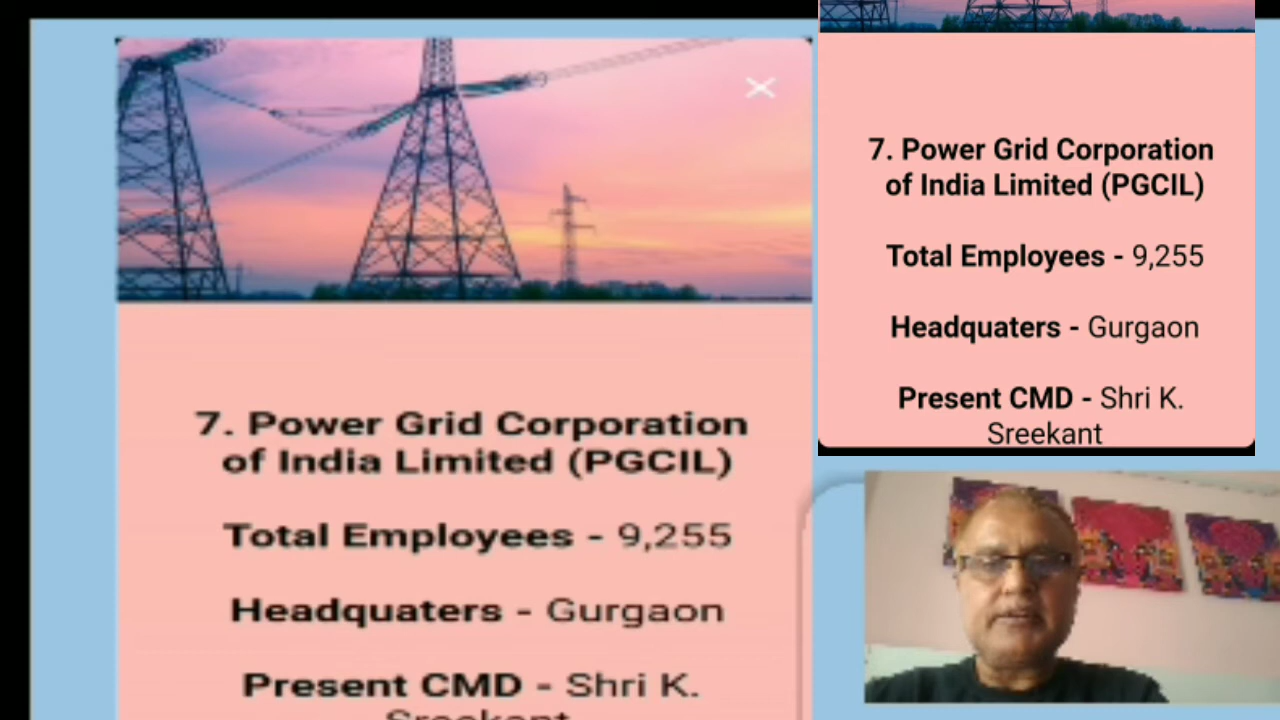 7. Power Grid Corporation
of India Limited (PGCIL)
Total Employees - 9,255
Headquaters - Gurgaon
Present CMD - Shri K.
Sreekant
7. Power Grid Corporation
of India Limited (PGCIL)
Total Employees - 9,255
Headquaters - Gurgaon
Present CMD - Shri K.
Sreekant